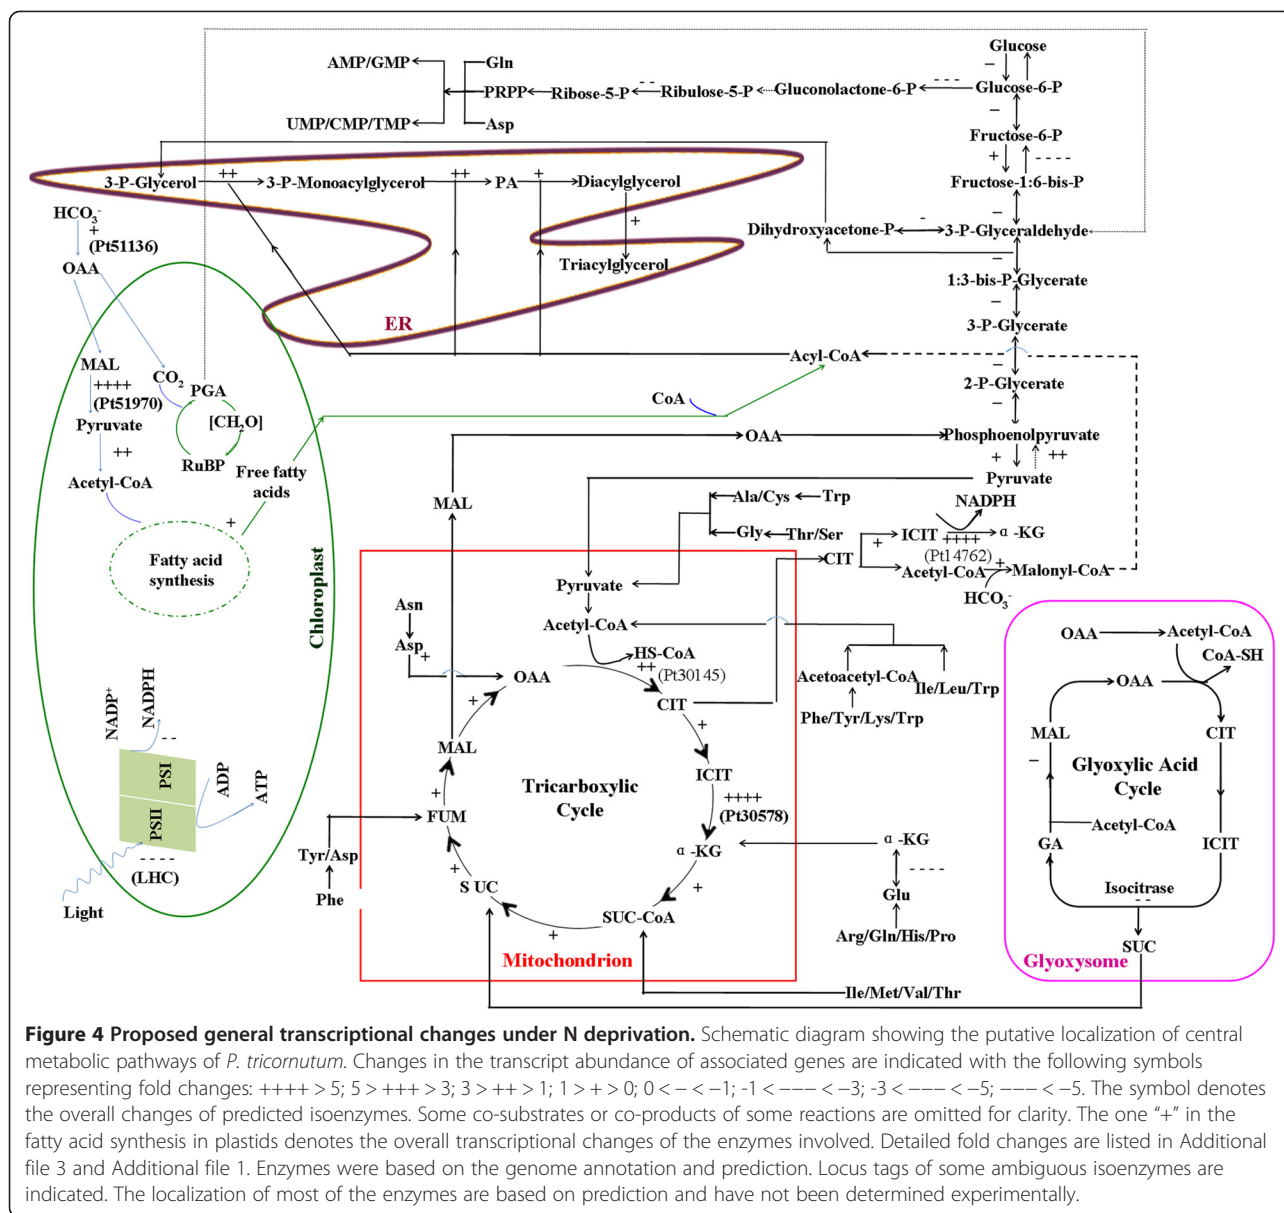 Glucose
–
Gln
AMP/GMP
PRPP
Ribose-5-P
- -
Ribulose-5-P
Gluconolactone-6-P
- - -
Glucose-6-P
–
UMP/CMP/TMP
Asp
Fructose-6-P
+
- - - -
Fructose-1:6-bis-P
–
3-P-Glycerol
++
3-P-Monoacylglycerol
++
PA
+
Diacylglycerol
+
Triacylglycerol
ER
Dihydroxyacetone-P
-
3-P-Glyceraldehyde
–
1:3-bis-P-Glycerate
–
3-P-Glycerate
–
2-P-Glycerate
–
Phosphoenolpyruvate
+
++
Pyruvate
HCO₃⁻
+
(Pt51136)
OAA
MAL
++++
(Pt51970)
Pyruvate
++
Acetyl-CoA
CO₂
PGA
[CH₂O]
RuBP
Free fatty
acids
+
Fatty acid
synthesis
Chloroplast
Acyl-CoA
CoA
OAA
MAL
NADP⁺
NADPH
- -
PSI
PSII
ADP
ATP
- - - -
(LHC)
Light
Ala/Cys
Trp
Gly
Thr/Ser
NADPH
CIT
+
ICIT
++++
(Pt14762)
α-KG
Acetyl-CoA
+
Malonyl-CoA
HCO₃⁻
Pyruvate
Acetyl-CoA
HS-CoA
++
(Pt30145)
Asn
Asp
+
OAA
CIT
+
ICIT
++++
(Pt30578)
α-KG
+
SUC-CoA
+
SUC
+
FUM
+
MAL
+
Tricarboxylic
Cycle
Mitochondrion
Tyr/Asp
Phe
Acetoacetyl-CoA
Ile/Leu/Trp
Phe/Tyr/Lys/Trp
α-KG
- - - -
Glu
Arg/Gln/His/Pro
Ile/Met/Val/Thr
OAA
Acetyl-CoA
CoA-SH
OAA
CIT
MAL
–
Glyoxylic Acid
Cycle
Acetyl-CoA
GA
ICIT
Isocitrase
- -
SUC
Glyoxysome
Figure 4 Proposed general transcriptional changes under N deprivation. Schematic diagram showing the putative localization of central
metabolic pathways of P. tricornutum. Changes in the transcript abundance of associated genes are indicated with the following symbols
representing fold changes: ++++ > 5; 5 > +++ > 3; 3 > ++ > 1; 1 > + > 0; 0 < − < −1; -1 < −−− < −3; -3 < −−− < −5; −−− < −5. The symbol denotes
the overall changes of predicted isoenzymes. Some co-substrates or co-products of some reactions are omitted for clarity. The one “+” in the
fatty acid synthesis in plastids denotes the overall transcriptional changes of the enzymes involved. Detailed fold changes are listed in Additional
file 3 and Additional file 1. Enzymes were based on the genome annotation and prediction. Locus tags of some ambiguous isoenzymes are
indicated. The localization of most of the enzymes are based on prediction and have not been determined experimentally.